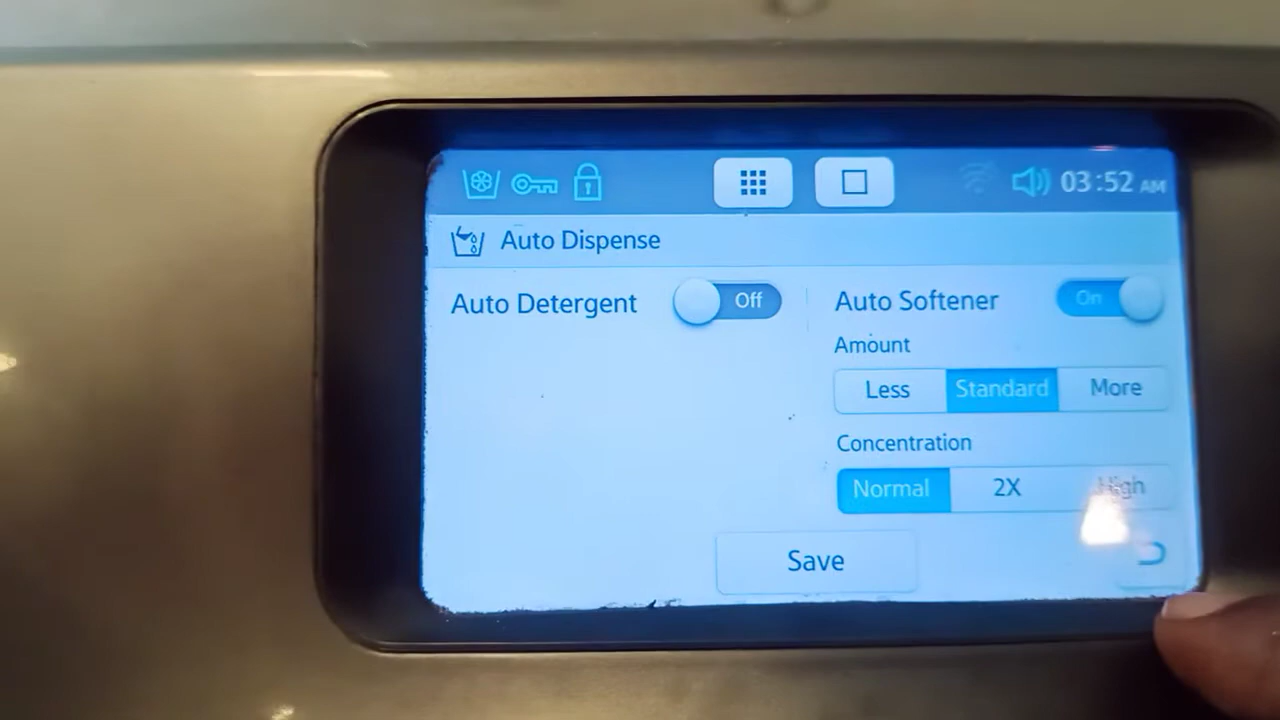 03:52 AM
Auto Dispense
Auto Detergent Off
Auto Softener On
Amount
Less Standard More
Concentration
Normal 2X High
Save